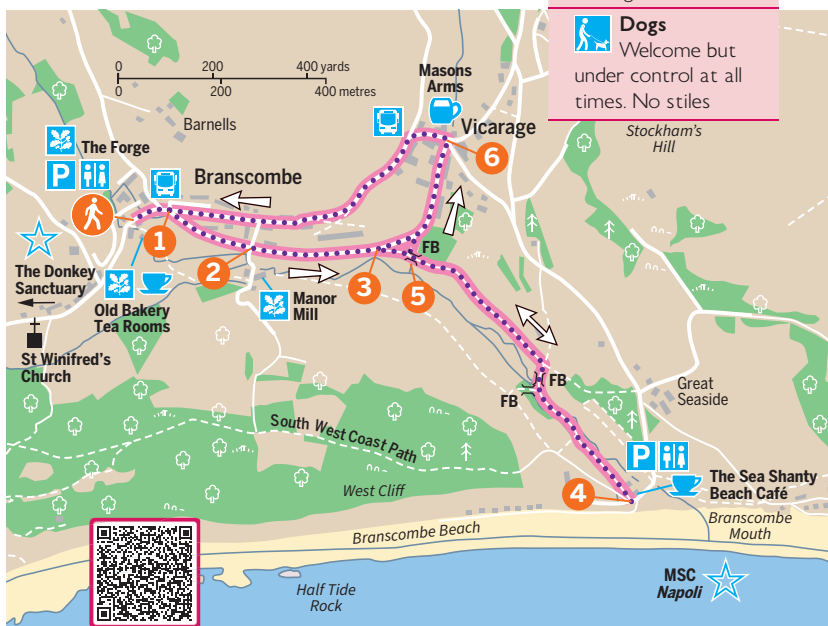 Dogs
Welcome but
under control at all
times. No stiles
0 200 400 yards
0 200 400 metres
Masons
Arms
Barnells
Vicarage
Stockham's
Hill
The Forge
P
Branscombe
6
1
2
FB
3
5
The Donkey
Sanctuary
Old Bakery
Tea Rooms
Manor
Mill
St Winifred's
Church
FB
FB
Great
Seaside
South West Coast Path
P
West Cliff
4
The Sea Shanty
Beach Café
Branscombe Beach
Branscombe
Mouth
Half Tide
Rock
MSC
Napoli